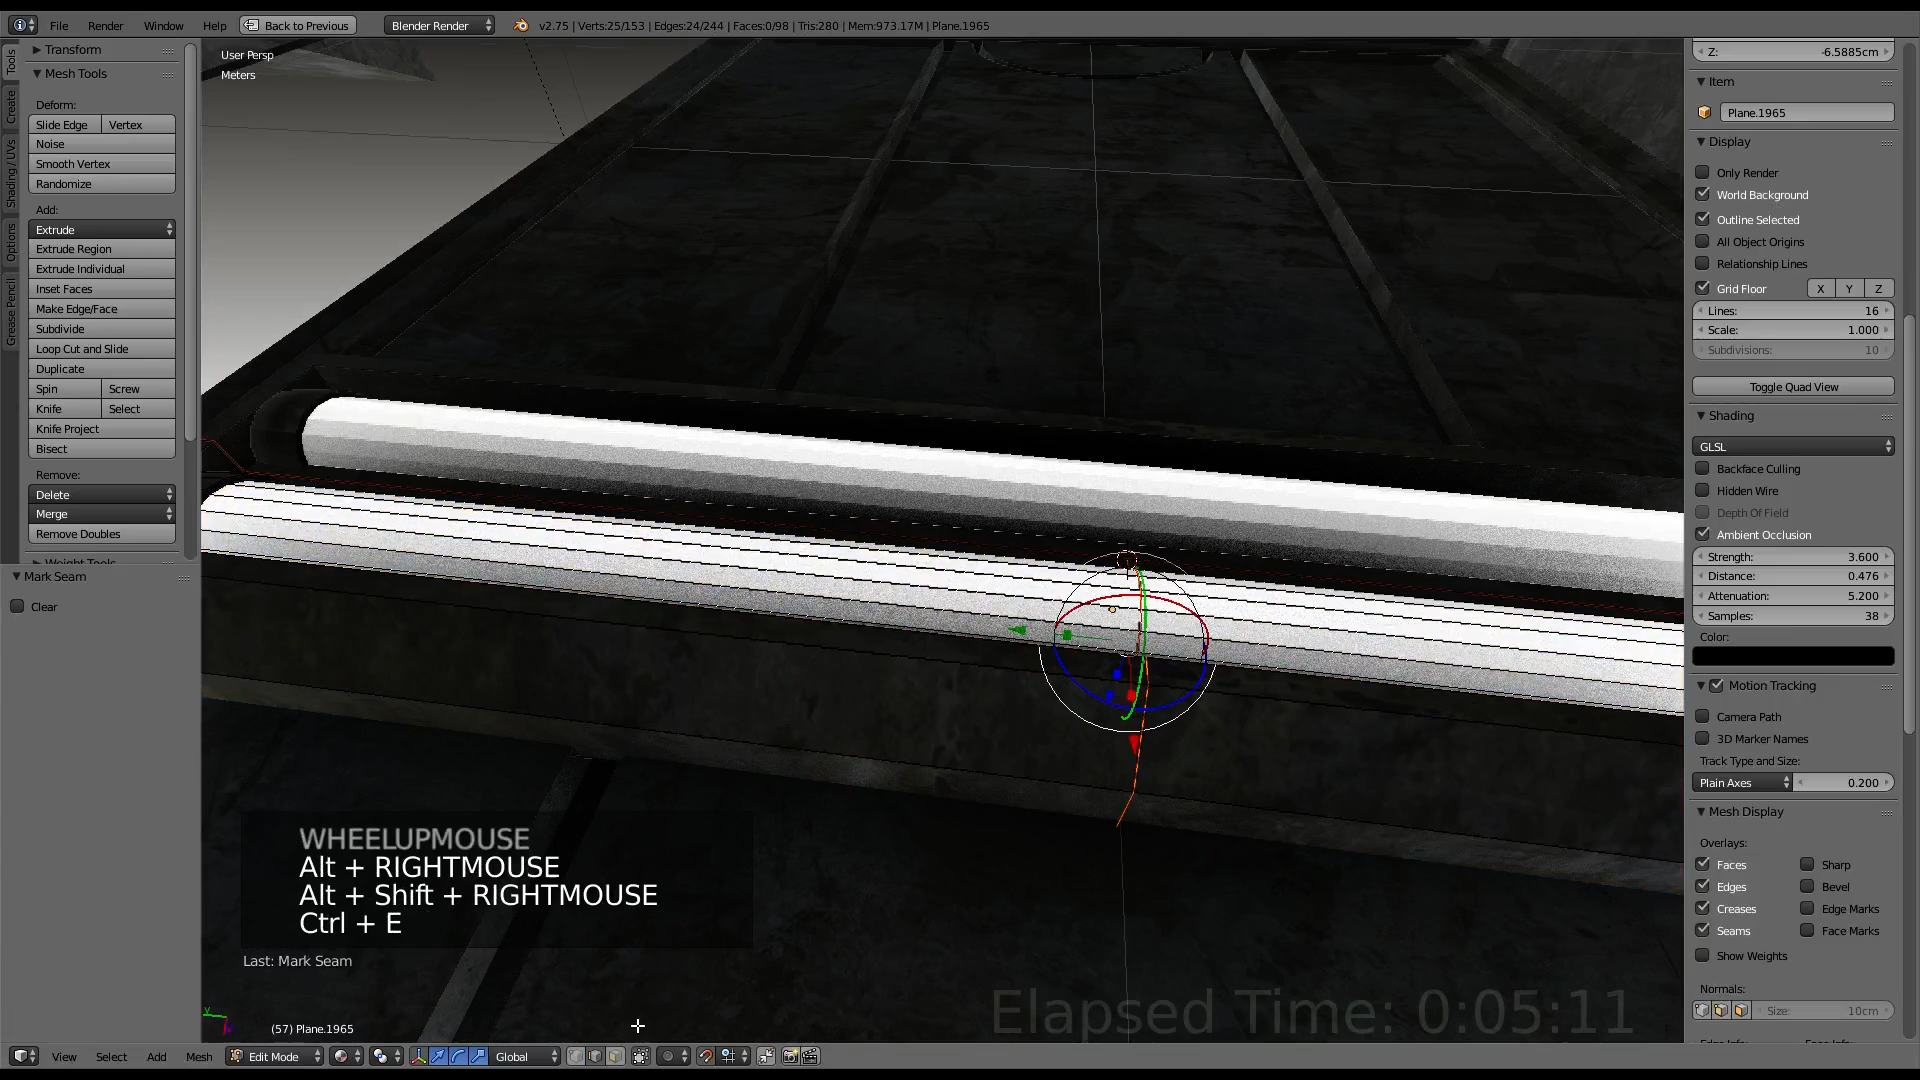 File Render Window Help Back to Previous Blender Render v2.75 | Verts:25/153 | Edges:24/244 | Faces:0/98 | Tris:280 | Mem:973.17M | Plane.1965
Tools
Create
Shading / UVs
Options
Grease Pencil
Transform
Mesh Tools
Deform:
Slide Edge Vertex
Noise
Smooth Vertex
Randomize
Add:
Extrude
Extrude Region
Extrude Individual
Inset Faces
Make Edge/Face
Subdivide
Loop Cut and Slide
Duplicate
Spin Screw
Knife Select
Knife Project
Bisect
Remove:
Delete
Merge
Remove Doubles
Weight Tools
Mark Seam
Clear
User Persp
Meters
WHEELUPMOUSE
Alt + RIGHTMOUSE
Alt + Shift + RIGHTMOUSE
Ctrl + E
Last: Mark Seam
(57) Plane.1965
Elapsed Time: 0:05:11
Z: -6.5885cm
Item
Plane.1965
Display
Only Render
World Background
Outline Selected
All Object Origins
Relationship Lines
Grid Floor X Y Z
Lines: 16
Scale: 1.000
Subdivisions: 10
Toggle Quad View
Shading
GLSL
Backface Culling
Hidden Wire
Depth Of Field
Ambient Occlusion
Strength: 3.600
Distance: 0.476
Attenuation: 5.200
Samples: 38
Color:
Motion Tracking
Camera Path
3D Marker Names
Track Type and Size:
Plain Axes 0.200
Mesh Display
Overlays:
Faces Sharp
Edges Bevel
Creases Edge Marks
Seams Face Marks
Show Weights
Normals:
Size: 10cm
View Select Add Mesh Edit Mode Global